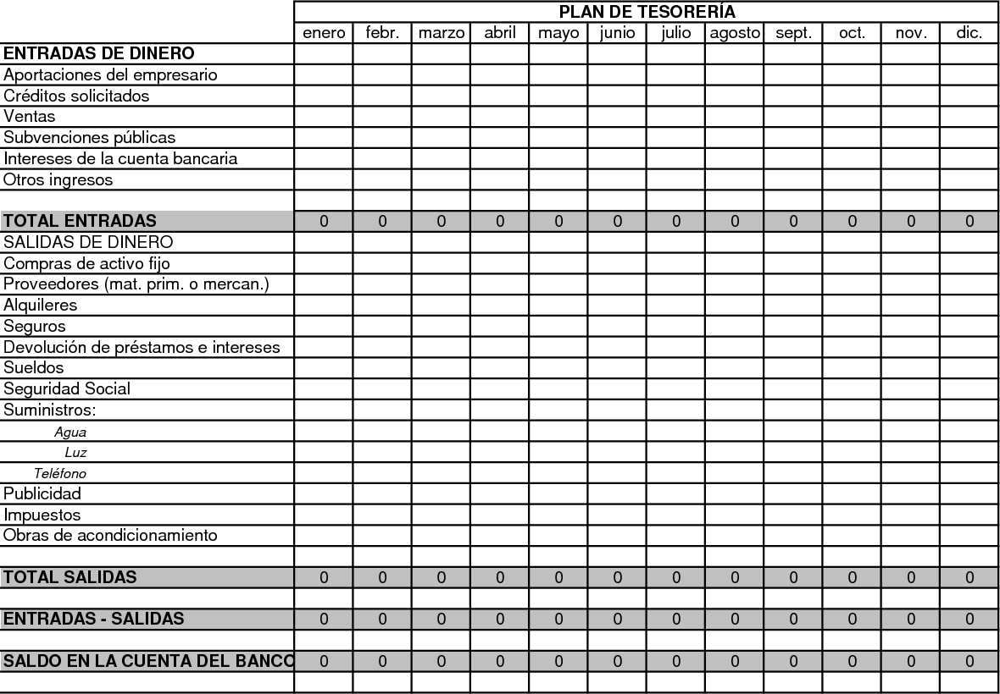 PLAN DE TESORERÍA
enero febr. marzo abril mayo junio julio agosto sept. oct. nov. dic.
ENTRADAS DE DINERO
Aportaciones del empresario
Créditos solicitados
Ventas
Subvenciones públicas
Intereses de la cuenta bancaria
Otros ingresos
TOTAL ENTRADAS 0 0 0 0 0 0 0 0 0 0 0 0
SALIDAS DE DINERO
Compras de activo fijo
Proveedores (mat. prim. o mercan.)
Alquileres
Seguros
Devolución de préstamos e intereses
Sueldos
Seguridad Social
Suministros:
Agua
Luz
Teléfono
Publicidad
Impuestos
Obras de acondicionamiento
TOTAL SALIDAS 0 0 0 0 0 0 0 0 0 0 0 0
ENTRADAS - SALIDAS 0 0 0 0 0 0 0 0 0 0 0 0
SALDO EN LA CUENTA DEL BANCO 0 0 0 0 0 0 0 0 0 0 0 0